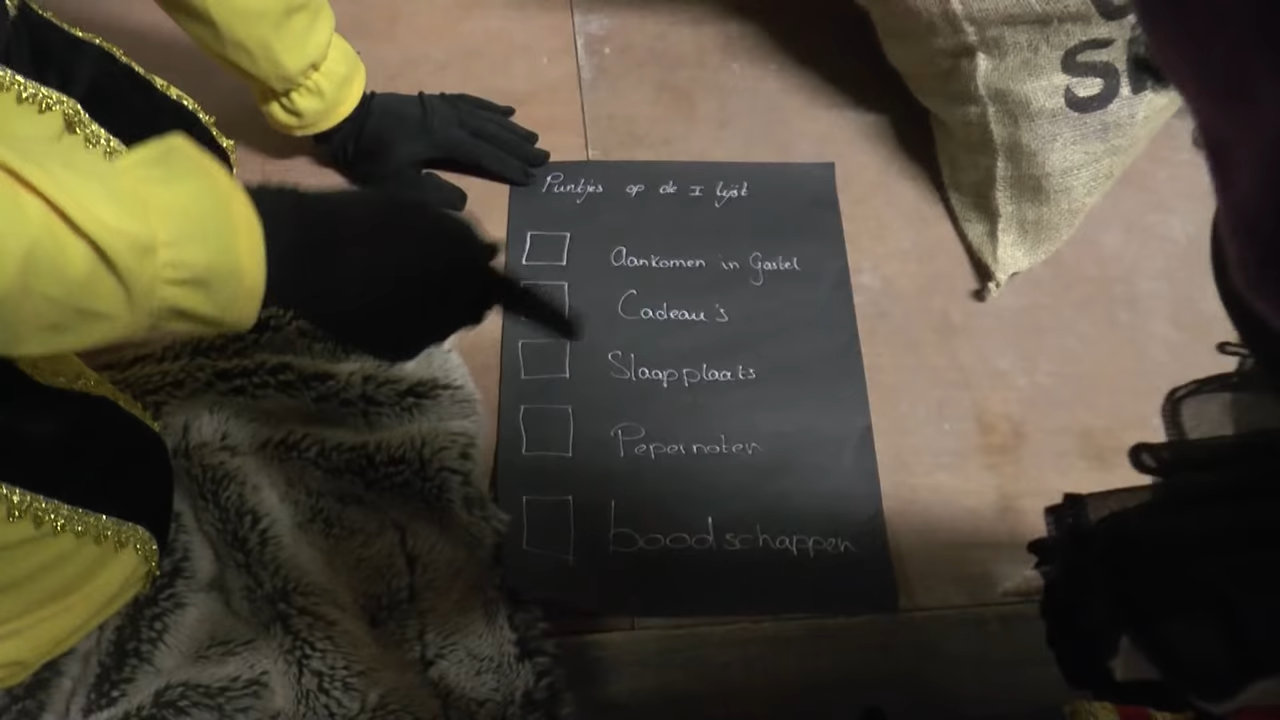 Puntjes op de I lijst
Aankomen in Gastel
Cadeau's
Slaapplaats
Pepernoten
boodschappen